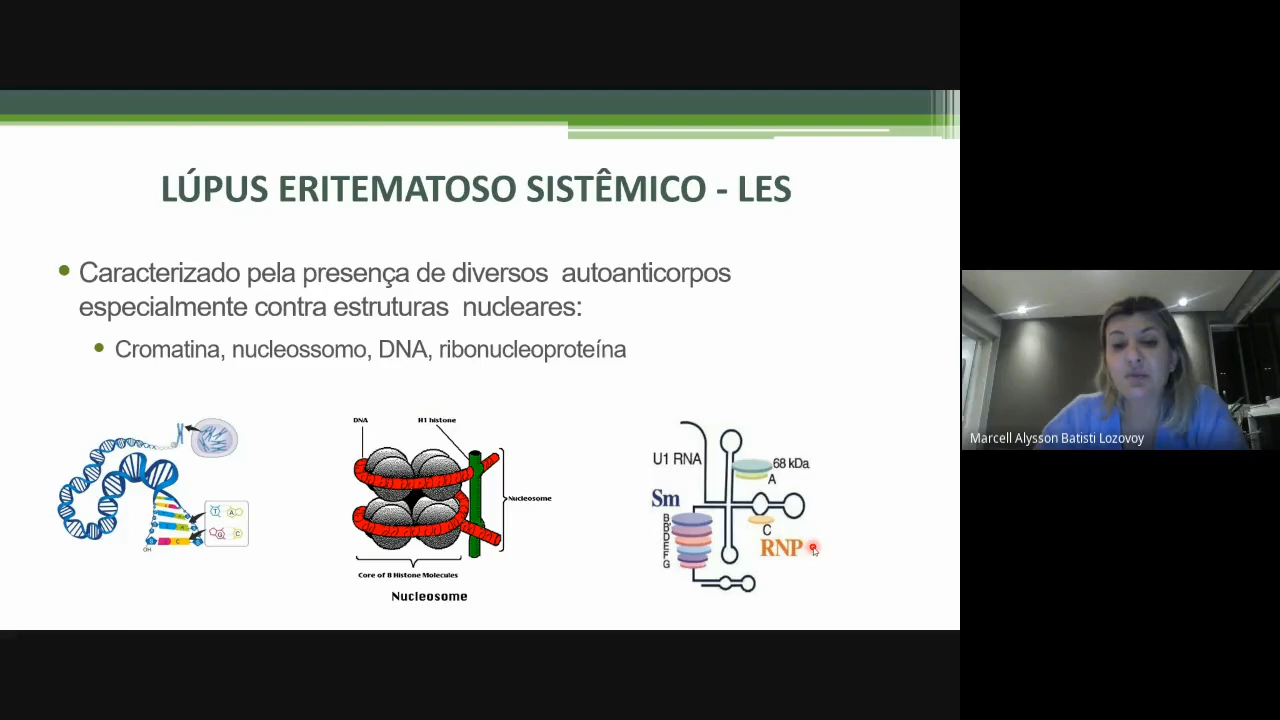 LÚPUS ERITEMATOSO SISTÊMICO - LES
Caracterizado pela presença de diversos autoanticorpos
especialmente contra estruturas nucleares:
Cromatina, nucleossomo, DNA, ribonucleoproteína
T A
G C
OH
DNA
H1 histone
Nucleosome
Core of 8 Histone Molecules
Nucleosome
U1 RNA
68 kDa
A
Sm
B
B'
D
E
F
G
C
RNP
Marcell Alysson Batisti Lozovoy